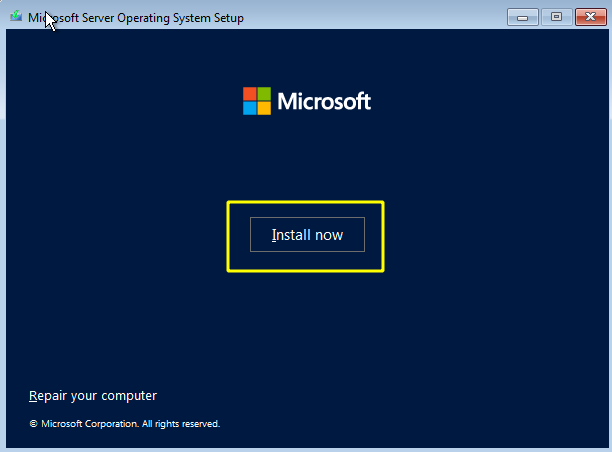 Microsoft Server Operating System Setup
Microsoft
Install now
Repair your computer
© Microsoft Corporation. All rights reserved.